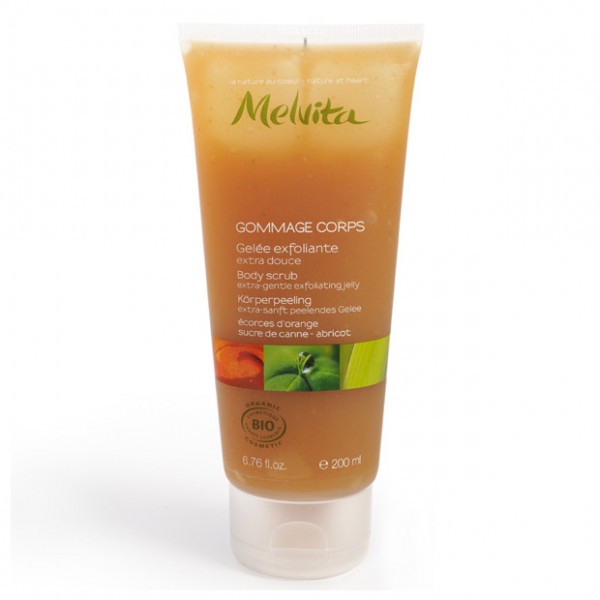 la nature au coeur - nature at heart
Melvita
GOMMAGE CORPS
Gelée exfoliante
extra douce
Body scrub
extra-gentle exfoliating jelly
Körperpeeling
extra-sanft peelendes Gelee
écorces d'orange
sucre de canne - abricot
ORGANIC
BIO
COSMETIC
6.76 fl.oz. e 200 ml